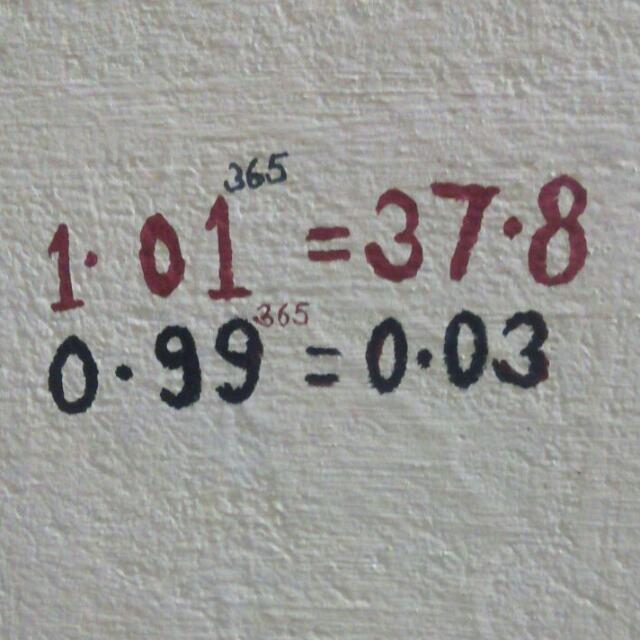 1·01³⁶⁵ = 37·8
0·99³⁶⁵ = 0·03